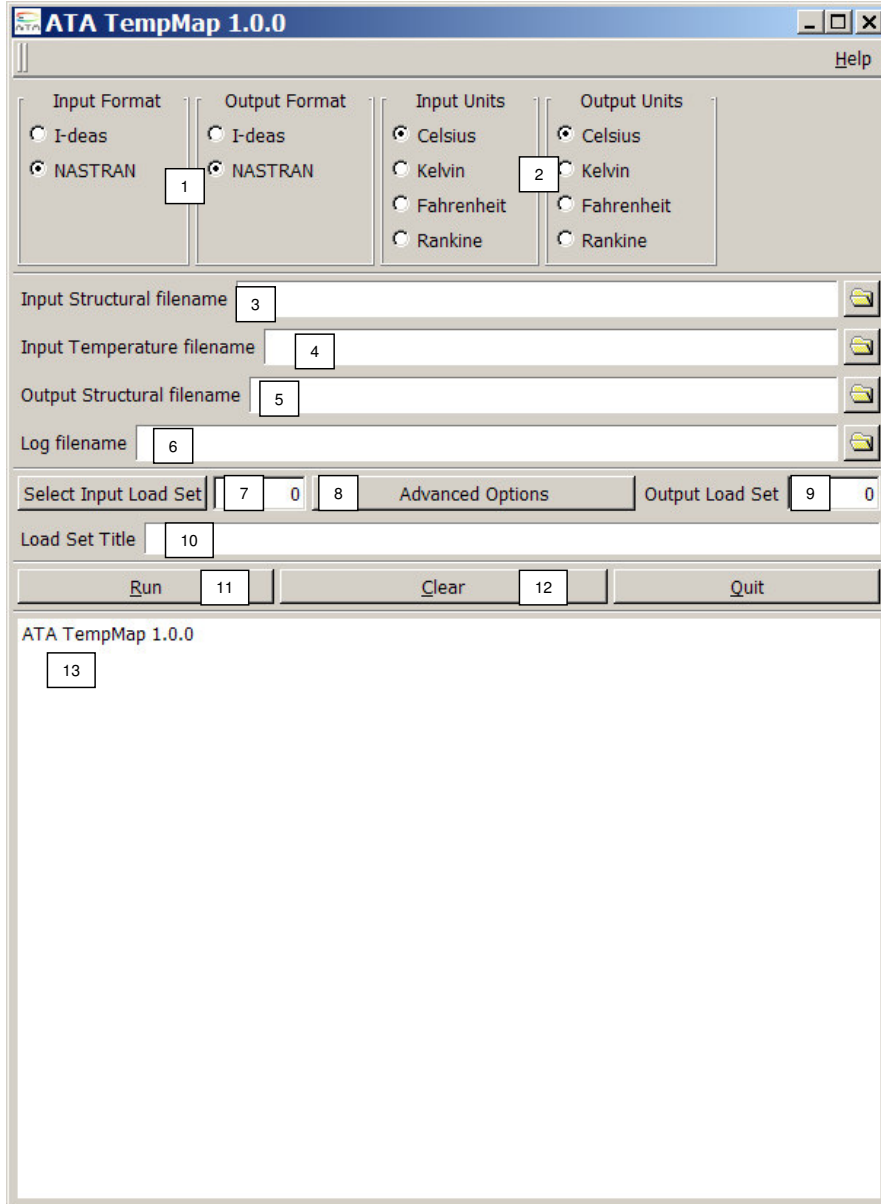 ATA TempMap 1.0.0
Help
Input Format Output Format Input Units Output Units
I-deas I-deas Celsius Celsius
NASTRAN 1 NASTRAN Kelvin 2 Kelvin
Fahrenheit Fahrenheit
Rankine Rankine
Input Structural filename 3
Input Temperature filename 4
Output Structural filename 5
Log filename 6
Select Input Load Set 7 0 8 Advanced Options Output Load Set 9 0
Load Set Title 10
Run 11 Clear 12 Quit
ATA TempMap 1.0.0
13